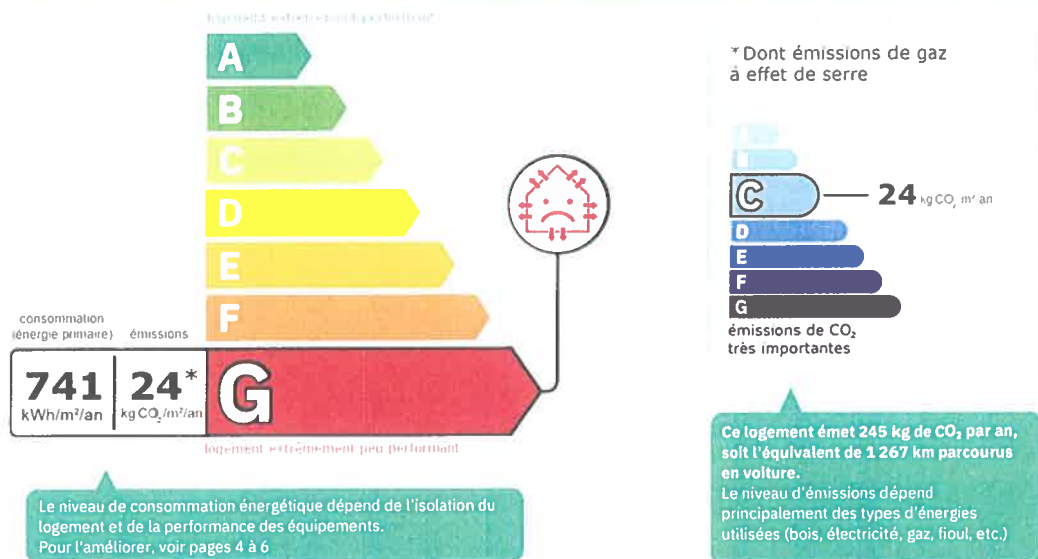 A
B
C
D
E
F
G
consommation
(énergie primaire)
émissions
741
kWh/m²/an
24*
kg CO₂/m²/an
logement extrêmement peu performant
Le niveau de consommation énergétique dépend de l'isolation du
logement et de la performance des équipements.
Pour l'améliorer, voir pages 4 à 6
* Dont émissions de gaz
à effet de serre
C
24 kg CO₂ m² an
D
E
F
G
émissions de CO₂
très importantes
Ce logement émet 245 kg de CO₂ par an,
soit l'équivalent de 1 267 km parcourus
en voiture.
Le niveau d'émissions dépend
principalement des types d'énergies
utilisées (bois, électricité, gaz, fioul, etc.)